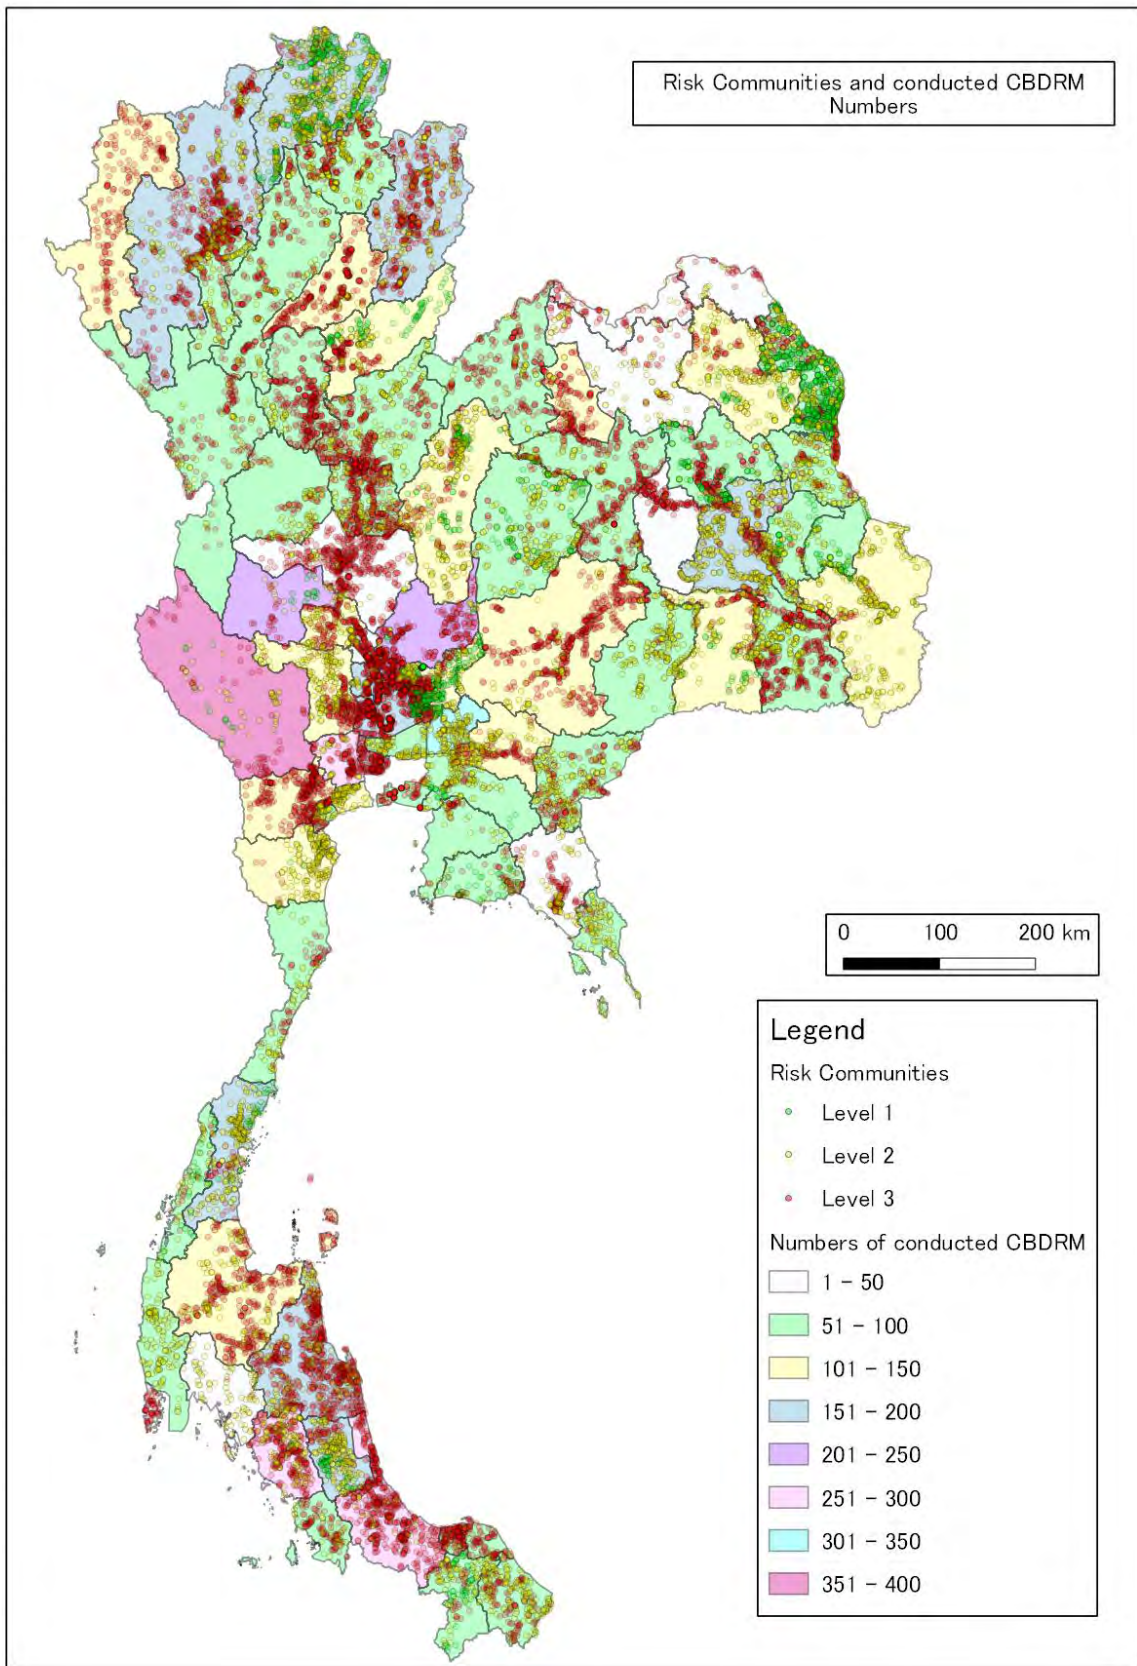 Risk Communities and conducted CBDRM
Numbers
0 100 200 km
Legend
Risk Communities
Level 1
Level 2
Level 3
Numbers of conducted CBDRM
1 - 50
51 - 100
101 - 150
151 - 200
201 - 250
251 - 300
301 - 350
351 - 400